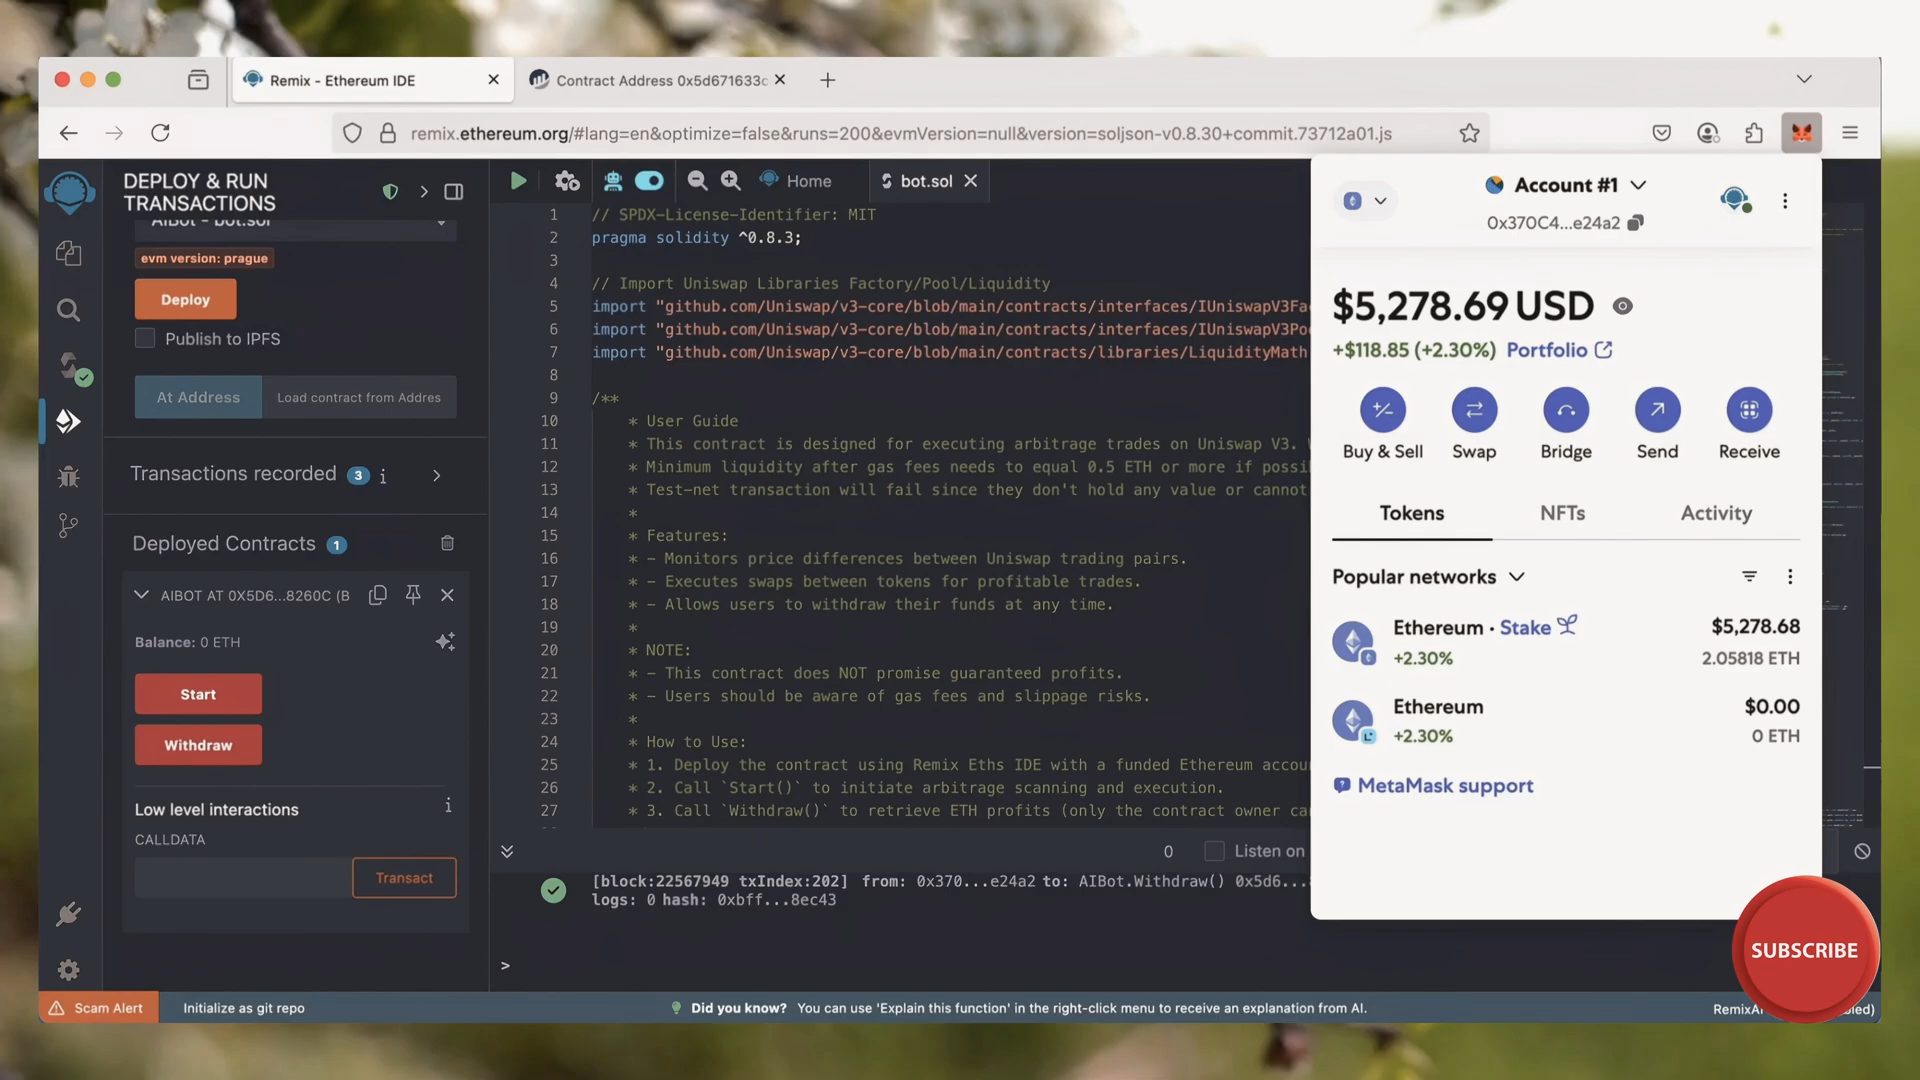 Remix - Ethereum IDE
Contract Address 0x5d671633c
remix.ethereum.org/#lang=en&optimize=false&runs=200&evmVersion=null&version=soljson-v0.8.30+commit.73712a01.js
DEPLOY & RUN
TRANSACTIONS
AIBot - bot.sol
evm version: prague
Deploy
Publish to IPFS
At Address
Load contract from Addres
Transactions recorded 3 i
Deployed Contracts 1
AIBOT AT 0X5D6...8260C (B
Balance: 0 ETH
Start
Withdraw
Low level interactions i
CALLDATA
Transact
Home
bot.sol
1 // SPDX-License-Identifier: MIT
2 pragma solidity ^0.8.3;
3
4 // Import Uniswap Libraries Factory/Pool/Liquidity
5 import "github.com/Uniswap/v3-core/blob/main/contracts/interfaces/IUniswapV3Fa
6 import "github.com/Uniswap/v3-core/blob/main/contracts/interfaces/IUniswapV3Poo
7 import "github.com/Uniswap/v3-core/blob/main/contracts/libraries/LiquidityMath
8
9 /**
10 * User Guide
11 * This contract is designed for executing arbitrage trades on Uniswap V3.
12 * Minimum liquidity after gas fees needs to equal 0.5 ETH or more if possi
13 * Test-net transaction will fail since they don't hold any value or cannot
14 *
15 * Features:
16 * - Monitors price differences between Uniswap trading pairs.
17 * - Executes swaps between tokens for profitable trades.
18 * - Allows users to withdraw their funds at any time.
19 *
20 * NOTE:
21 * - This contract does NOT promise guaranteed profits.
22 * - Users should be aware of gas fees and slippage risks.
23 *
24 * How to Use:
25 * 1. Deploy the contract using Remix Eths IDE with a funded Ethereum accou
26 * 2. Call `Start()` to initiate arbitrage scanning and execution.
27 * 3. Call `Withdraw()` to retrieve ETH profits (only the contract owner ca
0
Listen on
[block:22567949 txIndex:202] from: 0x370...e24a2 to: AIBot.Withdraw() 0x5d6...8
logs: 0 hash: 0xbff...8ec43
>
Account #1
0x370C4...e24a2
$5,278.69 USD
+$118.85 (+2.30%) Portfolio
Buy & Sell
Swap
Bridge
Send
Receive
Tokens
NFTs
Activity
Popular networks
Ethereum · Stake
$5,278.68
+2.30%
2.05818 ETH
Ethereum
$0.00
+2.30%
0 ETH
MetaMask support
SUBSCRIBE
Scam Alert
Initialize as git repo
Did you know? You can use 'Explain this function' in the right-click menu to receive an explanation from AI.